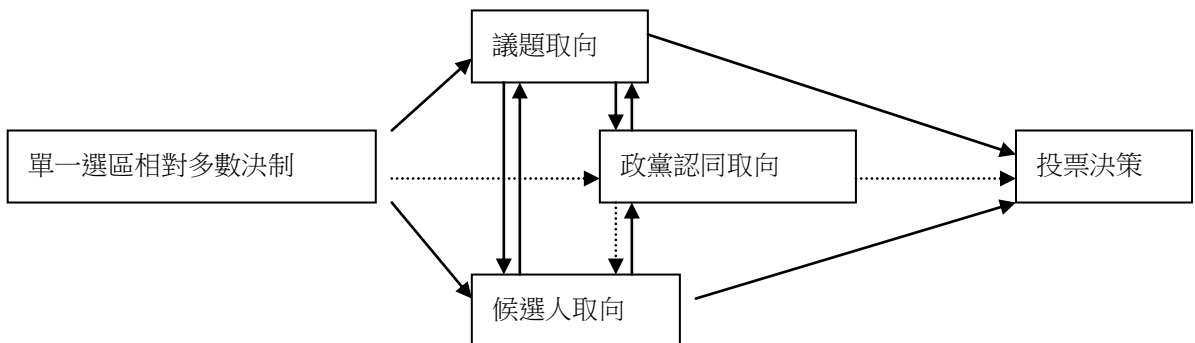 議題取向
單一選區相對多數決制
政黨認同取向
投票決策
候選人取向